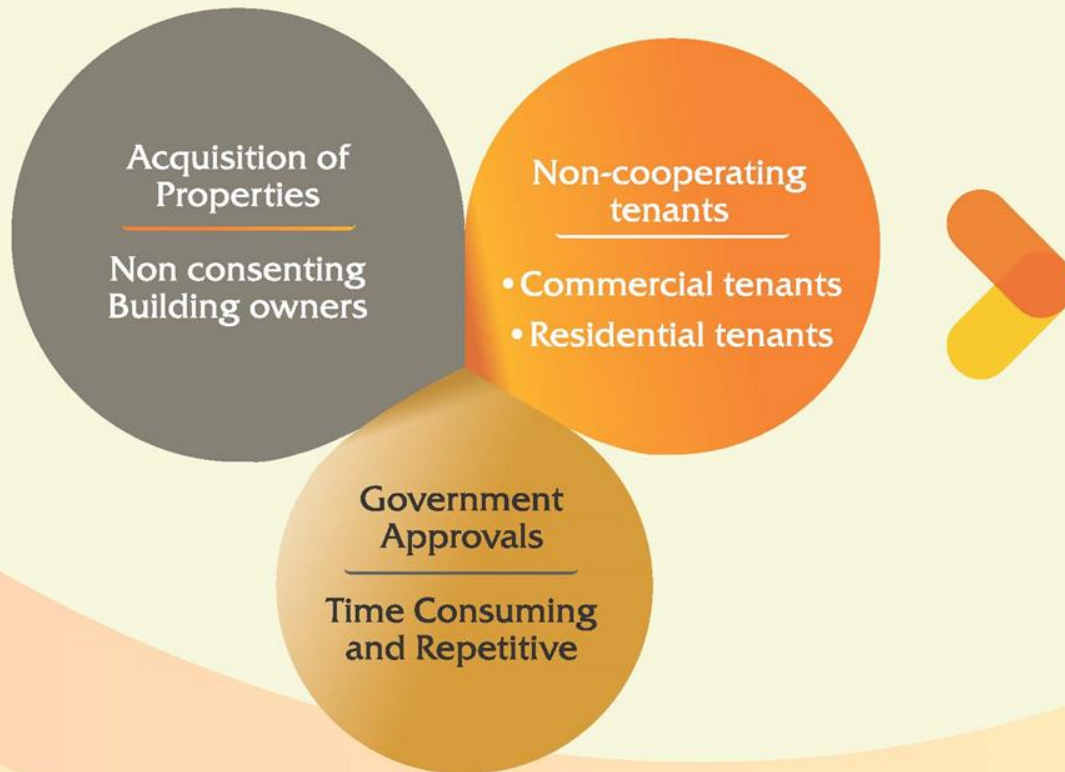 Acquisition of
Properties
Non consenting
Building owners
Non-cooperating
tenants
•Commercial tenants
•Residential tenants
Government
Approvals
Time Consuming
and Repetitive